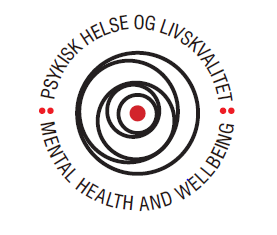 PSYKISK HELSE OG LIVSKVALITET
MENTAL HEALTH AND WELLBEING